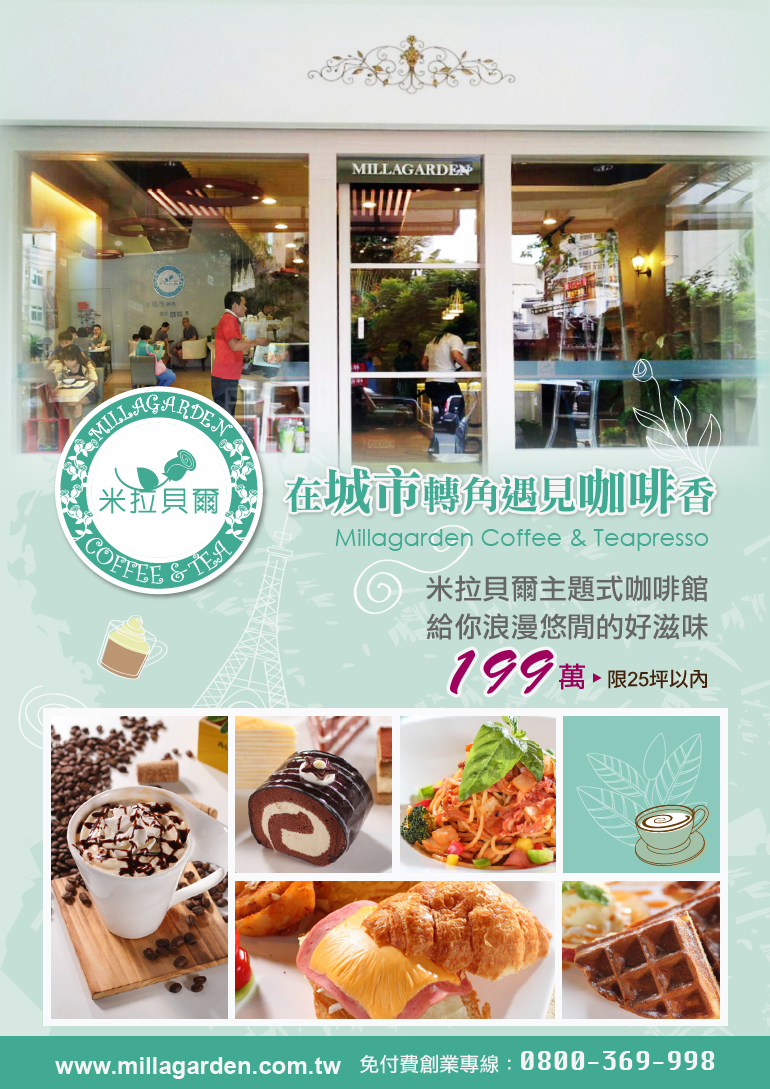 MILLAGARDEN
MILLAGARDEN
米拉貝爾
COFFEE & TEA
在城市轉角遇見咖啡香
Millagarden Coffee & Teapresso
米拉貝爾主題式咖啡館
給你浪漫悠閒的好滋味
199萬▸限25坪以內
www.millagarden.com.tw 免付費創業專線：0800-369-998